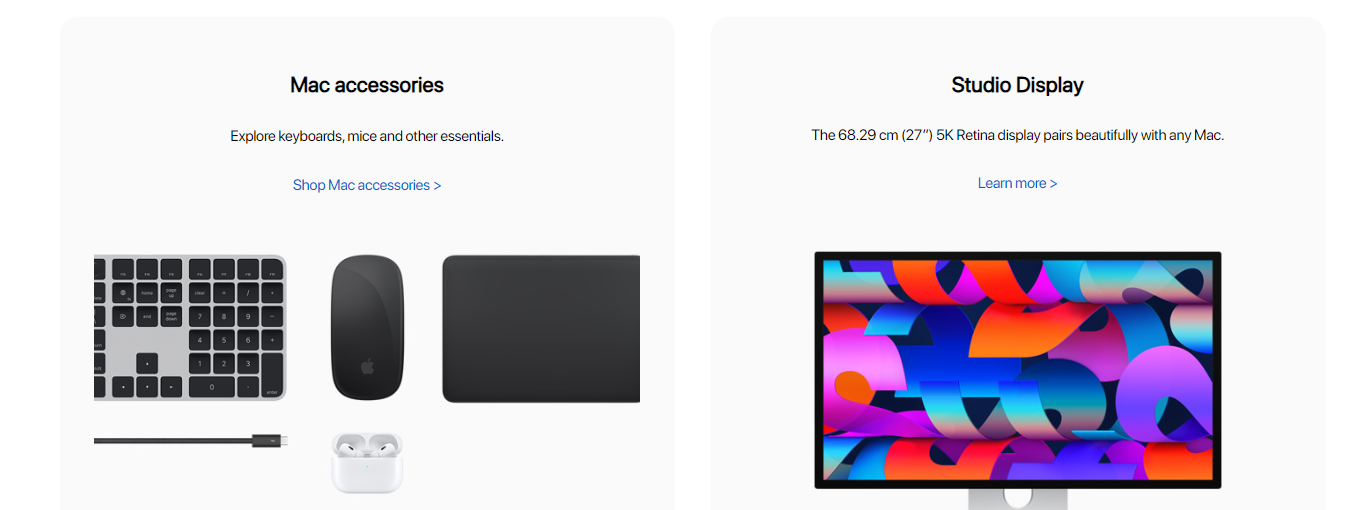 Mac accessories
Explore keyboards, mice and other essentials.
Shop Mac accessories >
Studio Display
The 68.29 cm (27″) 5K Retina display pairs beautifully with any Mac.
Learn more >
home
page up
clear
=
/
*
end
page down
7
8
9
−
4
5
6
+
1
2
3
0
.
enter